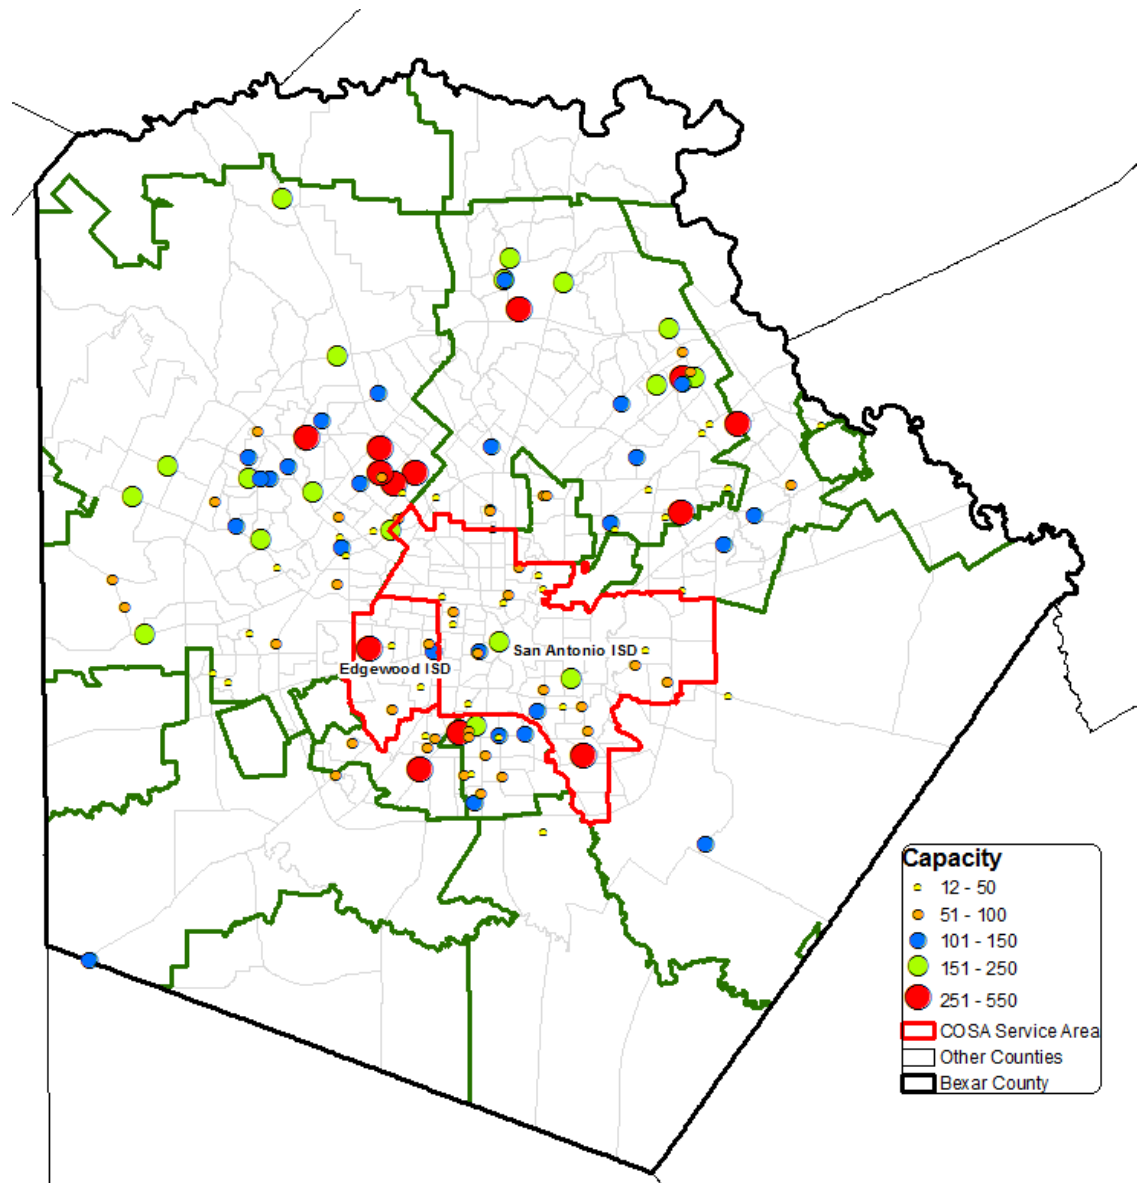 San Antonio ISD
Edgewood ISD
Capacity
12 - 50
51 - 100
101 - 150
151 - 250
251 - 550
COSA Service Area
Other Counties
Bexar County